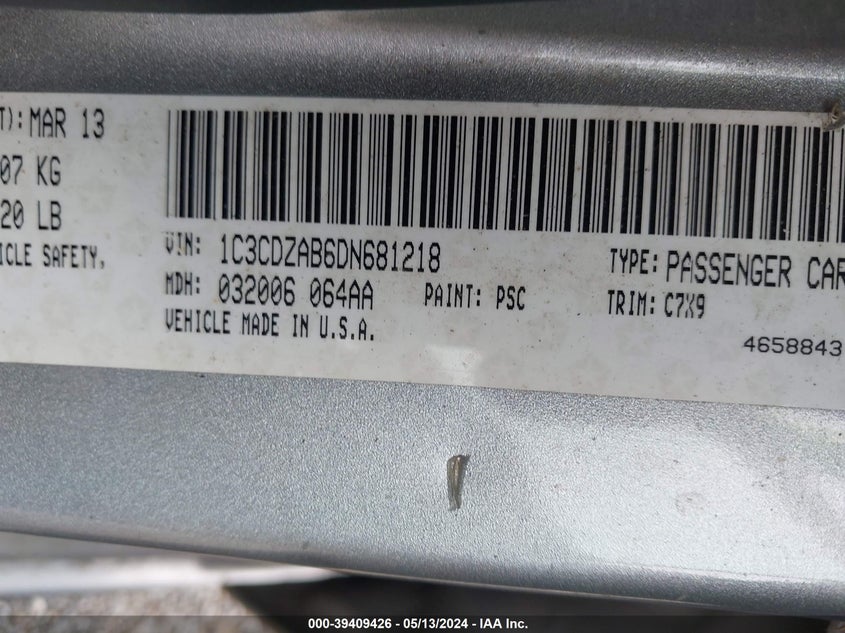 T): MAR 13
07 KG
20 LB
ICLE SAFETY,
VIN: 1C3CDZAB6DN681218
TYPE: PASSENGER CAR
MDH: 032006 064AA
PAINT: PSC
TRIM: C7X9
VEHICLE MADE IN U.S.A.
4658843
000-39409426 - 05/13/2024 - IAA Inc.